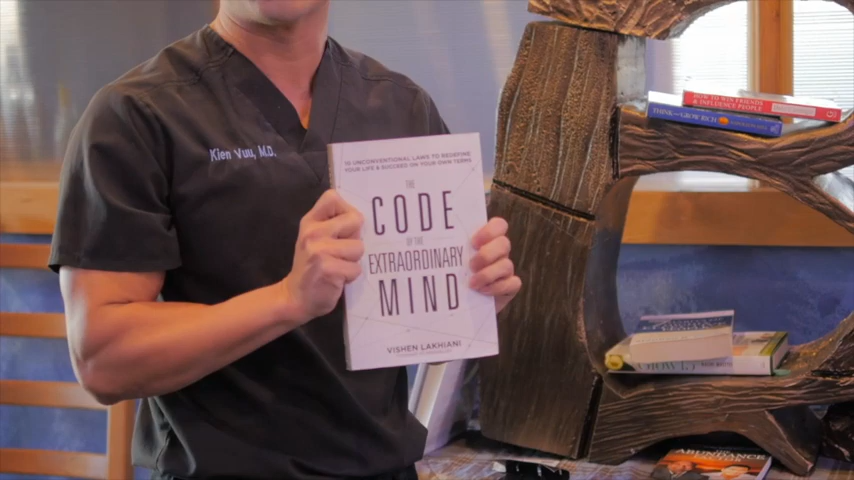 Kien Vuu, M.D.
10 UNCONVENTIONAL LAWS TO REDEFINE
YOUR LIFE & SUCCEED ON YOUR OWN TERMS
THE
CODE
OF THE
EXTRAORDINARY
MIND
VISHEN LAKHIANI
HOW TO WIN FRIENDS
& INFLUENCE PEOPLE
THINK AND GROW RICH
ABUNDANCE